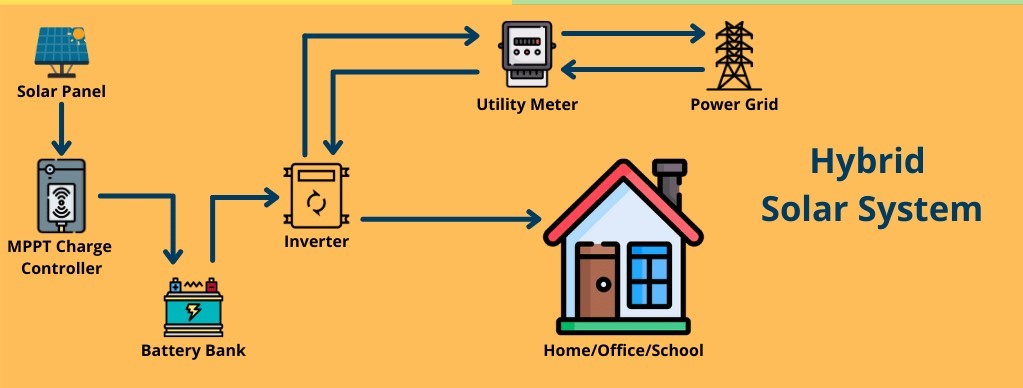 Solar Panel
Utility Meter
Power Grid
Hybrid
Solar System
MPPT Charge
Controller
Inverter
Battery Bank
Home/Office/School